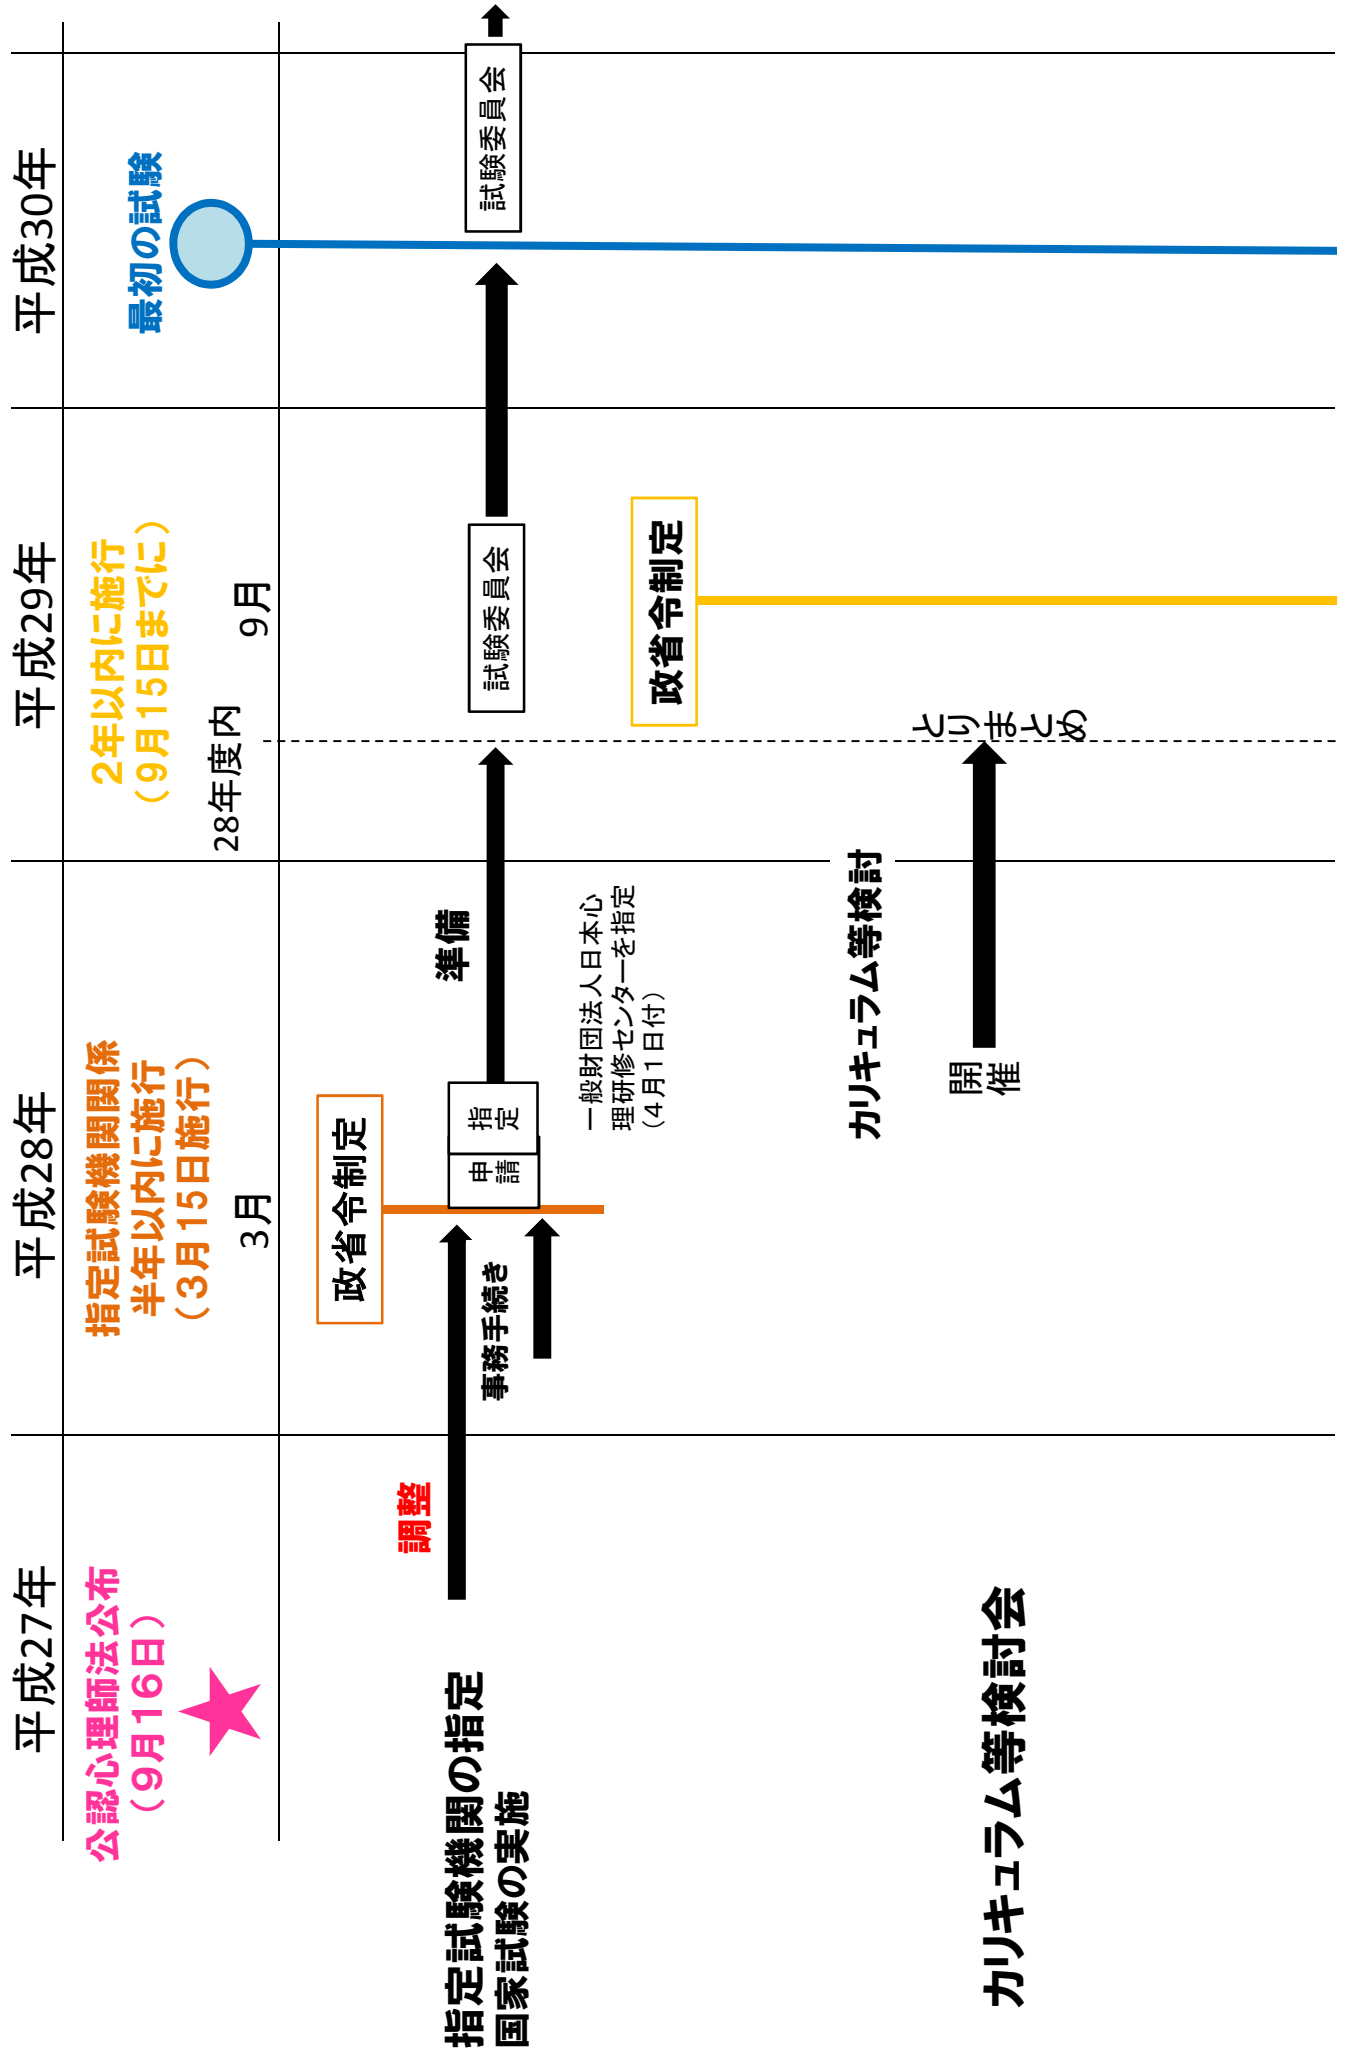 平成27年
平成28年
平成29年
平成30年
公認心理師法公布
（９月１６日）
指定試験機関関係
半年以内に施行
（３月１５日施行）
２年以内に施行
（９月１５日までに）
最初の試験
3月
28年度内
9月
指定試験機関の指定
国家試験の実施
調整
事務手続き
政省令制定
申請
指定
準備
一般財団法人日本心
理研修センターを指定
（４月１日付）
試験委員会
試験委員会
政省令制定
カリキュラム等検討会
カリキュラム等検討
開催
とりまとめ